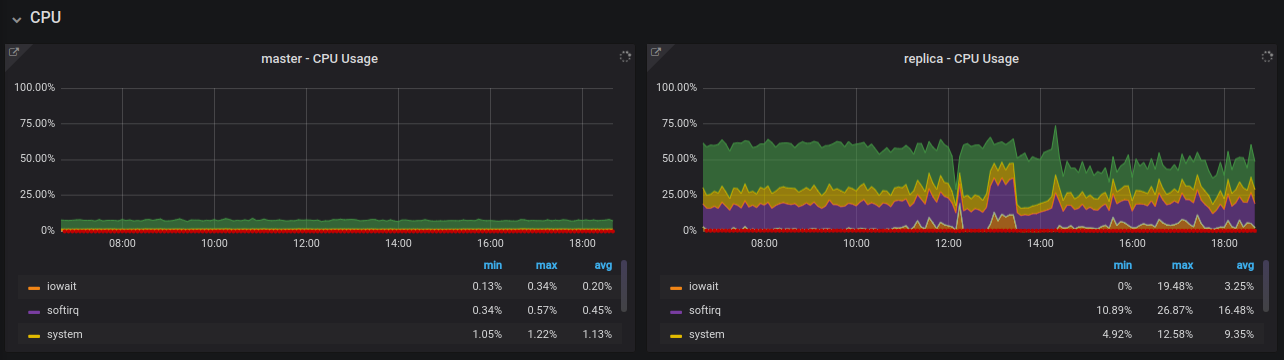 CPU
master - CPU Usage
100.00%
75.00%
50.00%
25.00%
0%
08:00 10:00 12:00 14:00 16:00 18:00
min max avg
iowait 0.13% 0.34% 0.20%
softirq 0.34% 0.57% 0.45%
system 1.05% 1.22% 1.13%
replica - CPU Usage
100.00%
75.00%
50.00%
25.00%
0%
08:00 10:00 12:00 14:00 16:00 18:00
min max avg
iowait 0% 19.48% 3.25%
softirq 10.89% 26.87% 16.48%
system 4.92% 12.58% 9.35%